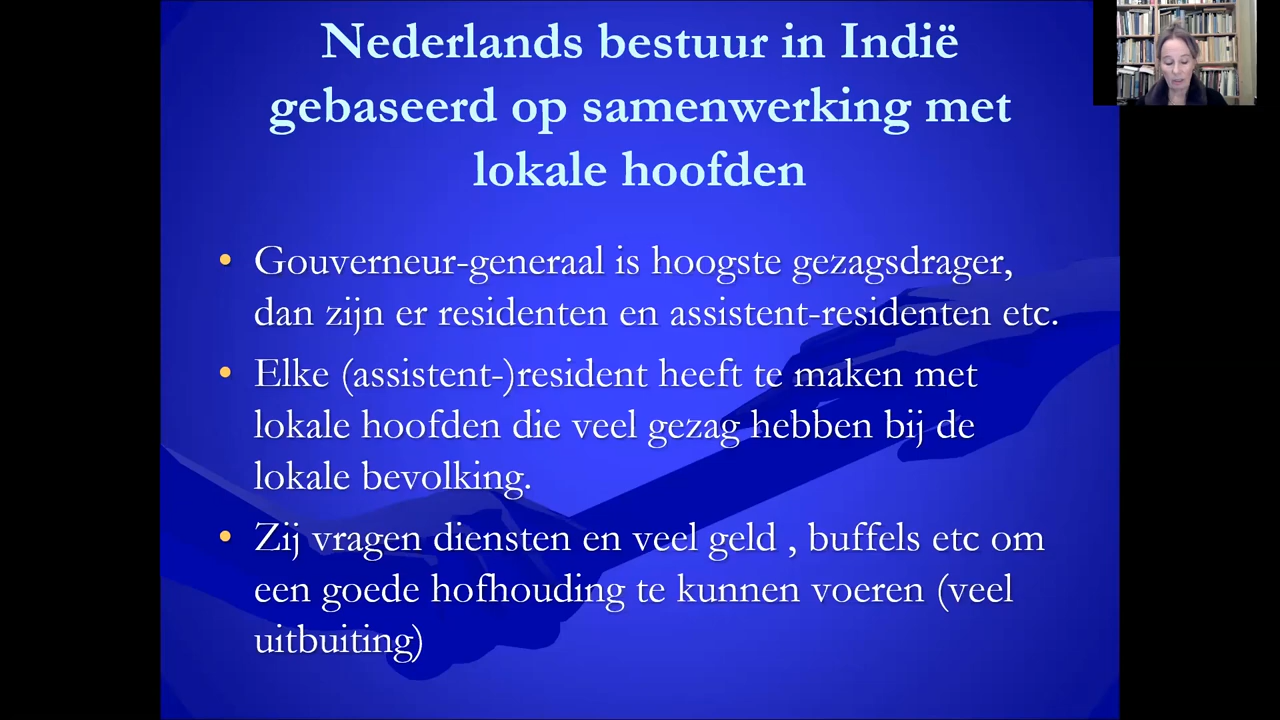 Nederlands bestuur in Indië
gebaseerd op samenwerking met
lokale hoofden
• Gouverneur-generaal is hoogste gezagsdrager,
dan zijn er residenten en assistent-residenten etc.
• Elke (assistent-)resident heeft te maken met
lokale hoofden die veel gezag hebben bij de
lokale bevolking.
• Zij vragen diensten en veel geld , buffels etc om
een goede hofhouding te kunnen voeren (veel
uitbuiting)